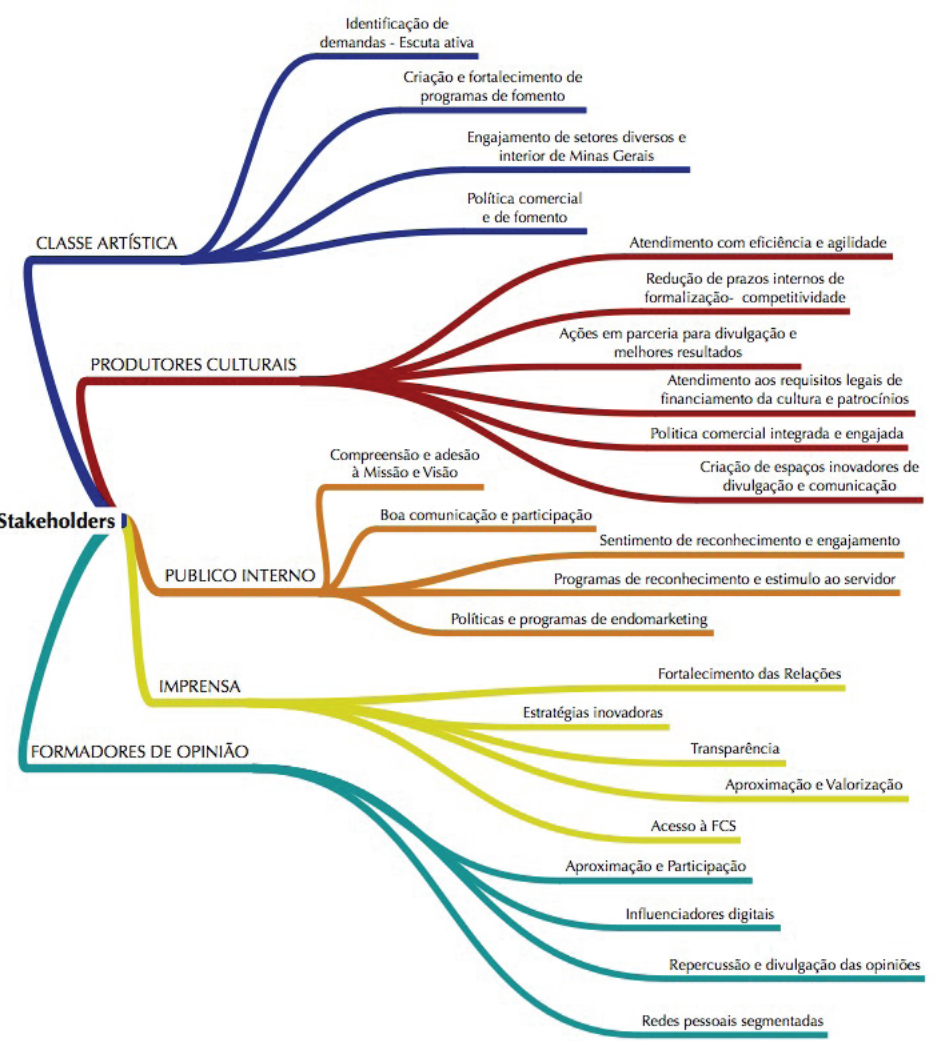 Identificação de
demandas - Escuta ativa
Criação e fortalecimento de
programas de fomento
Engajamento de setores diversos e
interior de Minas Gerais
Política comercial
e de fomento
CLASSE ARTÍSTICA
Atendimento com eficiência e agilidade
Redução de prazos internos de
formalização- competitividade
Ações em parceria para divulgação e
melhores resultados
PRODUTORES CULTURAIS
Atendimento aos requisitos legais de
financiamento da cultura e patrocínios
Politica comercial integrada e engajada
Criação de espaços inovadores de
divulgação e comunicação
Compreensão e adesão
à Missão e Visão
Boa comunicação e participação
Stakeholders
Sentimento de reconhecimento e engajamento
PUBLICO INTERNO
Programas de reconhecimento e estimulo ao servidor
Políticas e programas de endomarketing
Fortalecimento das Relações
IMPRENSA
Estratégias inovadoras
Transparência
Aproximação e Valorização
Acesso à FCS
FORMADORES DE OPINIÃO
Aproximação e Participação
Influenciadores digitais
Repercussão e divulgação das opiniões
Redes pessoais segmentadas